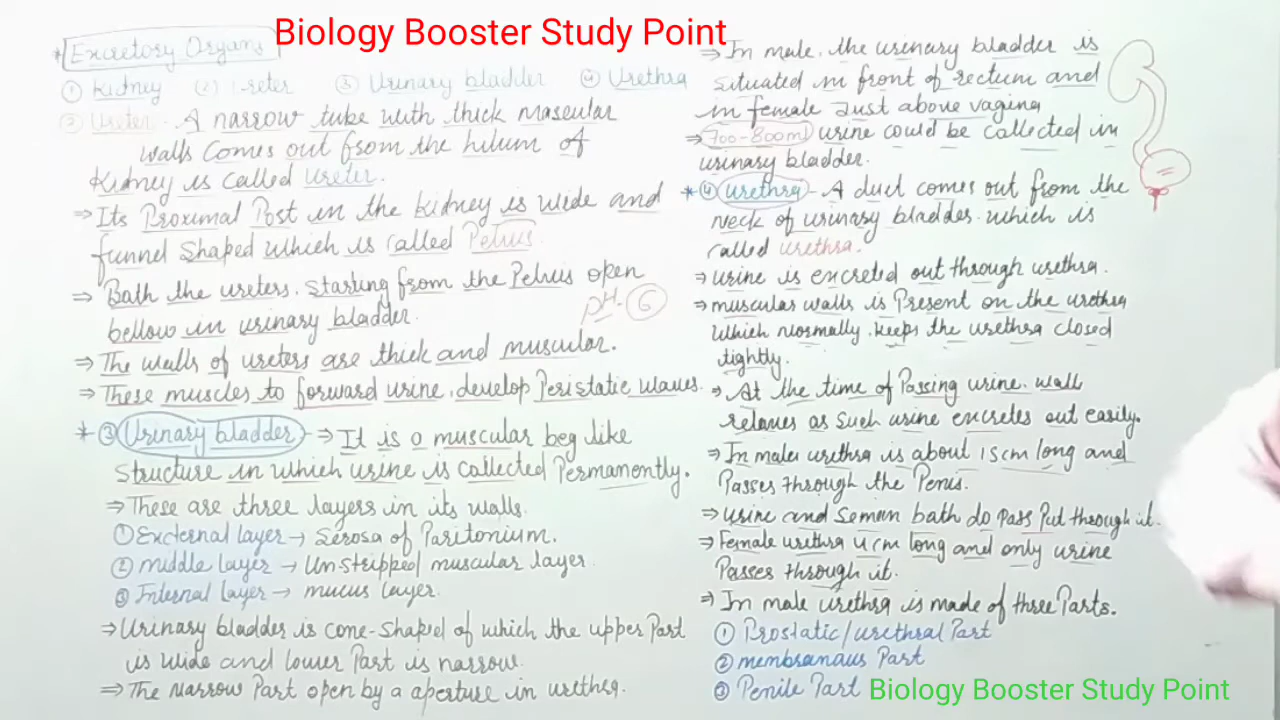 Biology Booster Study Point
* Excretory Organs
① Kidney ② Ureter ③ Urinary bladder ④ Urethra
② Ureter - A narrow tube with thick mascular
walls comes out from the hilum of
Kidney is called Ureter.
⇒ Its Proximal Post in the kidney is wide and
funnel shaped which is called Pelvis.
⇒ Bath the ureters, starting from the Pelvis open
bellow in urinary bladder.
PH. 6
⇒ The walls of ureters are thick and muscular.
⇒ These muscles to forward urine, develop Peristatic waves.
* ③ Urinary bladder - ⇒ It is a muscular beg like
structure in which urine is collected Permanently.
⇒ These are three layers in its walls.
① External layer → Serosa of Paritonium.
② middle layer → Unstripped/ muscular layer.
③ Internal Layer → mucus layer.
⇒ Urinary bladder is cone-shaped of which the upper Part
is wide and lower Part is narrow.
⇒ The narrow Part open by a aperture in urethra.
⇒ In male, the urinary bladder is
situated in front of rectum and
in female Just above vagina
⇒ 700-800ml urine could be collected in
urinary bladder.
* ④ urethra - A duct comes out from the
neck of urinary bladder which is
called urethra.
⇒ urine is excreted out through urethra.
⇒ muscular walls is Present on the urethra
which normally, keeps the urethra closed
tightly.
⇒ At the time of Passing urine, wall
relaxes as such urine excretes out easily.
⇒ In male urethra is about 15cm long and
Passes through the Penis.
⇒ urine and Seman bath do pass Put through it.
⇒ Female urethra 4cm long and only urine
Passes through it.
⇒ In male urethra is made of three Parts.
① Prostatic/urethral Part
② membranaus Part
③ Penile Part
Biology Booster Study Point